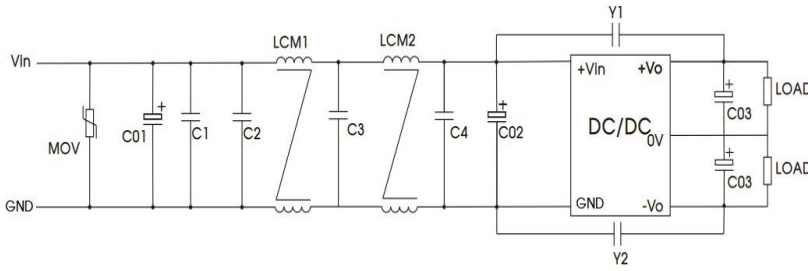 Y1
LCM1
LCM2
Vin
+Vin
+Vo
+
+
+
LOAD
MOV
C01
C1
C2
C3
C4
C02
DC/DC
0V
C03
+
LOAD
C03
GND
GND
-Vo
Y2